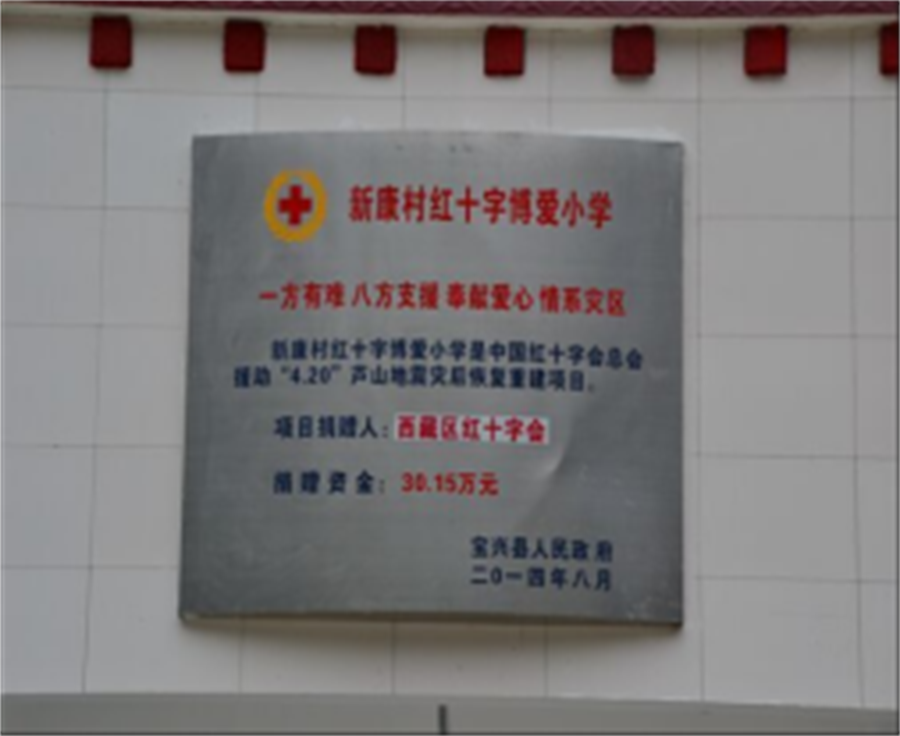 新康村红十字博爱小学
一方有难 八方支援 奉献爱心 情系灾区
新康村红十字博爱小学是中国红十字会总会
援助“4.20”芦山地震灾后恢复重建项目。
项目捐赠人：西藏区红十字会
捐赠资金：30.15万元
宝兴县人民政府
二0一四年八月